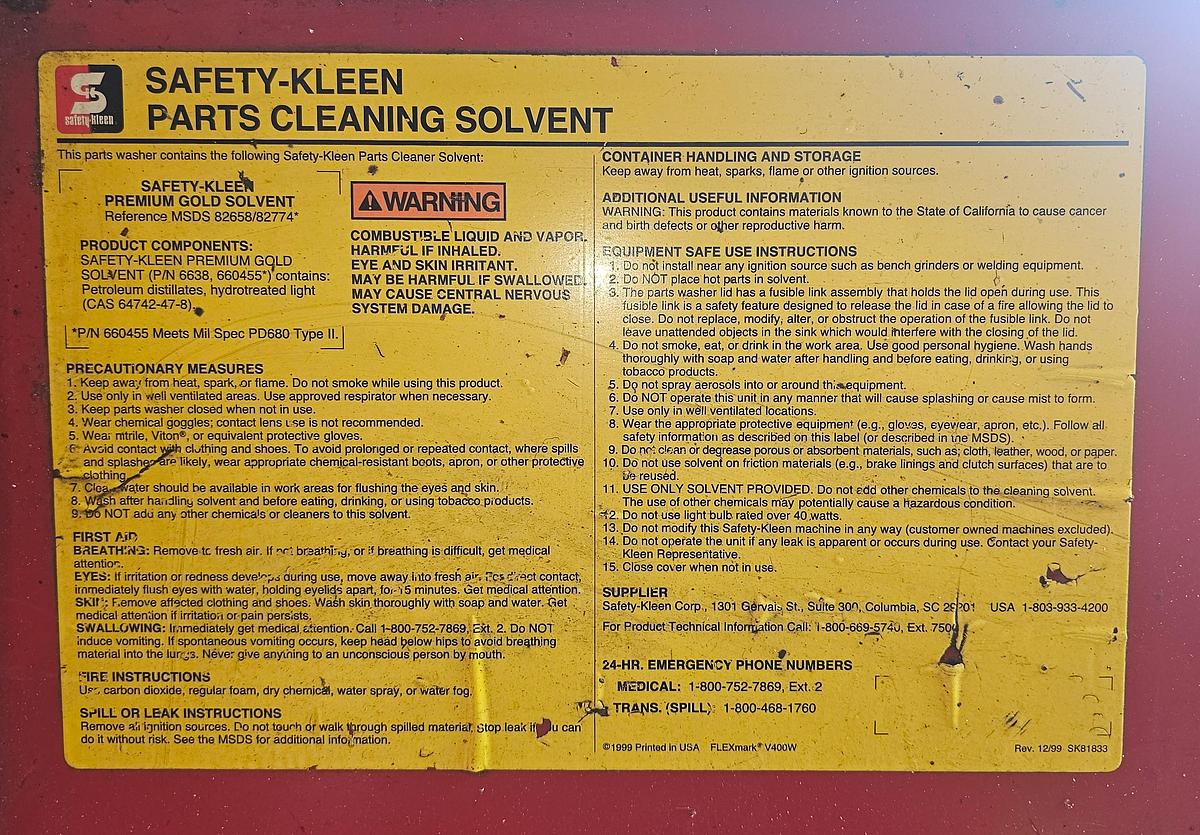 safety-kleen
SAFETY-KLEEN
PARTS CLEANING SOLVENT
This parts washer contains the following Safety-Kleen Parts Cleaner Solvent:
SAFETY-KLEEN
PREMIUM GOLD SOLVENT
Reference MSDS 82658/82774*
PRODUCT COMPONENTS:
SAFETY-KLEEN PREMIUM GOLD
SOLVENT (P/N 6638, 660455*) contains:
Petroleum distillates, hydrotreated light
(CAS 64742-47-8).
*P/N 660455 Meets Mil Spec PD680 Type II.
WARNING
COMBUSTIBLE LIQUID AND VAPOR.
HARMFUL IF INHALED.
EYE AND SKIN IRRITANT.
MAY BE HARMFUL IF SWALLOWED.
MAY CAUSE CENTRAL NERVOUS
SYSTEM DAMAGE.
PRECAUTIONARY MEASURES
1. Keep away from heat, spark, or flame. Do not smoke while using this product.
2. Use only in well ventilated areas. Use approved respirator when necessary.
3. Keep parts washer closed when not in use.
4. Wear chemical goggles; contact lens use is not recommended.
5. Wear nitrile, Viton®, or equivalent protective gloves.
6. Avoid contact with clothing and shoes. To avoid prolonged or repeated contact, where spills
and splashes are likely, wear appropriate chemical-resistant boots, apron, or other protective
clothing.
7. Clean water should be available in work areas for flushing the eyes and skin.
8. Wash after handling solvent and before eating, drinking, or using tobacco products.
9. DO NOT add any other chemicals or cleaners to this solvent.
FIRST AID
BREATHING: Remove to fresh air. If not breathing, or if breathing is difficult, get medical
attention.
EYES: If irritation or redness develops during use, move away into fresh air. For direct contact,
immediately flush eyes with water, holding eyelids apart, for 15 minutes. Get medical attention.
SKIN: Remove affected clothing and shoes. Wash skin thoroughly with soap and water. Get
medical attention if irritation or pain persists.
SWALLOWING: Immediately get medical attention. Call 1-800-752-7869, Ext. 2. Do NOT
induce vomiting. If spontaneous vomiting occurs, keep head below hips to avoid breathing
material into the lungs. Never give anything to an unconscious person by mouth.
FIRE INSTRUCTIONS
Use carbon dioxide, regular foam, dry chemical, water spray, or water fog.
SPILL OR LEAK INSTRUCTIONS
Remove all ignition sources. Do not touch or walk through spilled material. Stop leak if you can
do it without risk. See the MSDS for additional information.
CONTAINER HANDLING AND STORAGE
Keep away from heat, sparks, flame or other ignition sources.
ADDITIONAL USEFUL INFORMATION
WARNING: This product contains materials known to the State of California to cause cancer
and birth defects or other reproductive harm.
EQUIPMENT SAFE USE INSTRUCTIONS
1. Do not install near any ignition source such as bench grinders or welding equipment.
2. Do NOT place hot parts in solvent.
3. The parts washer lid has a fusible link assembly that holds the lid open during use. This
fusible link is a safety feature designed to release the lid in case of a fire allowing the lid to
close. Do not replace, modify, alter, or obstruct the operation of the fusible link. Do not
leave unattended objects in the sink which would interfere with the closing of the lid.
4. Do not smoke, eat, or drink in the work area. Use good personal hygiene. Wash hands
thoroughly with soap and water after handling and before eating, drinking, or using
tobacco products.
5. Do not spray aerosols into or around this equipment.
6. DO NOT operate this unit in any manner that will cause splashing or cause mist to form.
7. Use only in well ventilated locations.
8. Wear the appropriate protective equipment (e.g., gloves, eyewear, apron, etc.). Follow all
safety information as described on this label (or described in the MSDS).
9. Do not clean or degrease porous or absorbent materials, such as; cloth, leather, wood, or paper.
10. Do not use solvent on friction materials (e.g., brake linings and clutch surfaces) that are to
be reused.
11. USE ONLY SOLVENT PROVIDED. Do not add other chemicals to the cleaning solvent.
The use of other chemicals may potentially cause a hazardous condition.
12. Do not use light bulb rated over 40 watts.
13. Do not modify this Safety-Kleen machine in any way (customer owned machines excluded).
14. Do not operate the unit if any leak is apparent or occurs during use. Contact your Safety-
Kleen Representative.
15. Close cover when not in use.
SUPPLIER
Safety-Kleen Corp., 1301 Gervais St., Suite 300, Columbia, SC 29201 USA 1-803-933-4200
For Product Technical Information Call: 1-800-669-5740, Ext. 7500
24-HR. EMERGENCY PHONE NUMBERS
MEDICAL: 1-800-752-7869, Ext. 2
TRANS. (SPILL): 1-800-468-1760
©1999 Printed in USA FLEXmark® V400W
Rev. 12/99 SK81833